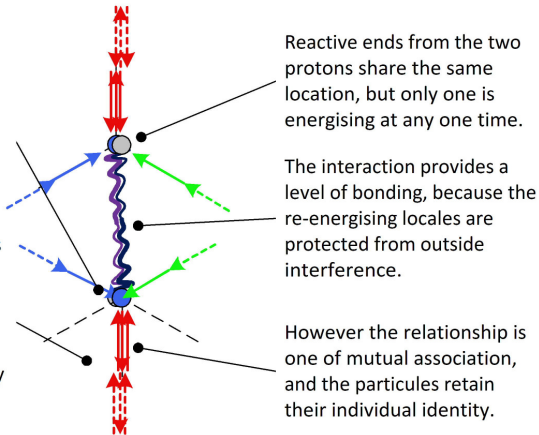 Reactive ends from the two
protons share the same
location, but only one is
energising at any one time.
The interaction provides a
level of bonding, because the
re-energising locales are
protected from outside
interference.
However the relationship is
one of mutual association,
and the particules retain
their individual identity.